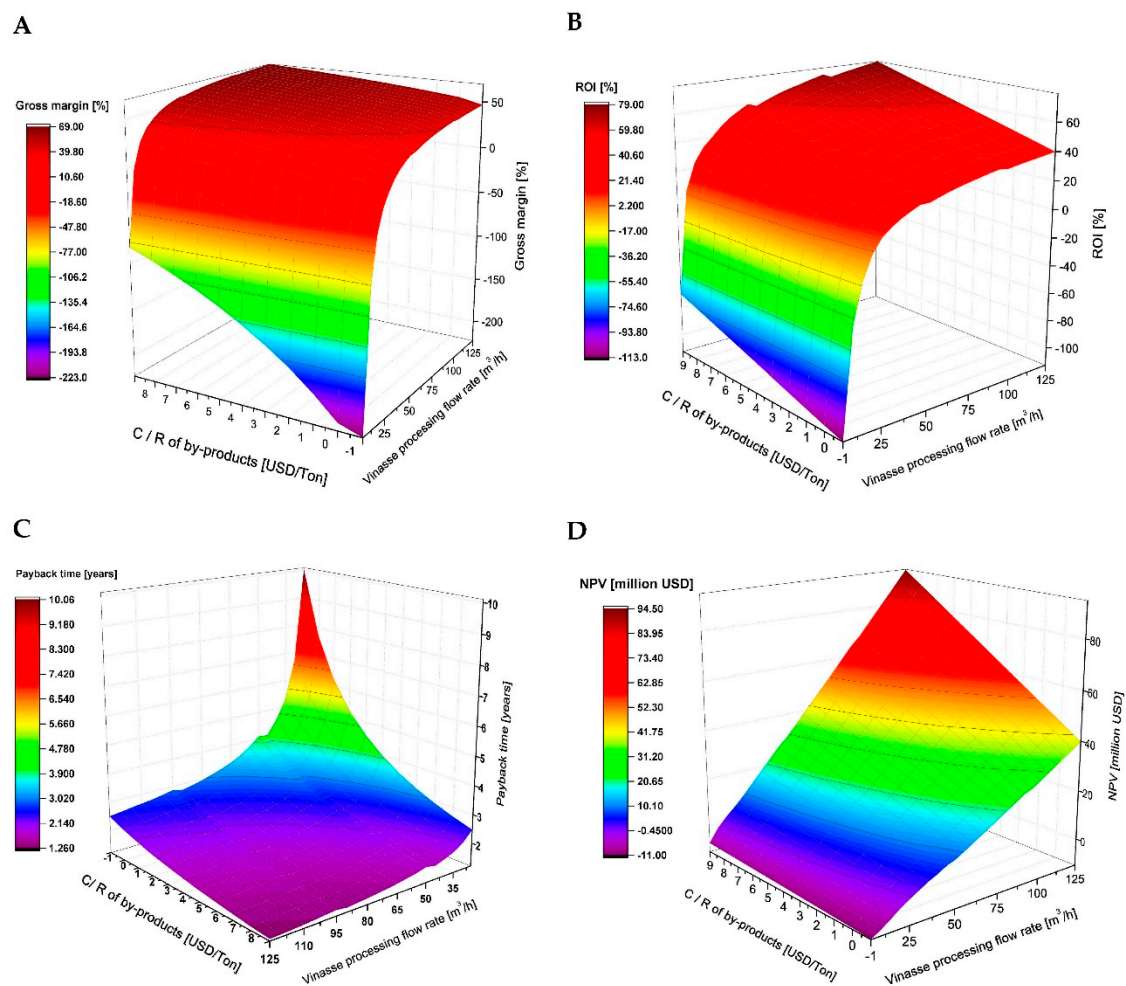 A
Gross margin [%]
69.00
39.80
10.60
-18.60
-48.00
-77.00
-106.2
-135.4
-164.6
-193.8
-223.0
50
0
-50
-100
-150
-200
Gross margin [%]
8 7 6 5 4 3 2 1 0 -1
C / R of by-products [USD/Ton]
25 50 75 100 125
Vinasse processing flow rate [m³/h]
B
ROI [%]
79.00
59.80
40.60
21.40
2.200
-17.00
-36.20
-55.40
-74.60
-93.80
-113.0
60
40
20
0
-20
-40
-60
-80
-100
ROI [%]
9 8 7 6 5 4 3 2 1 0 -1
C / R of by-products [USD/Ton]
25 50 75 100 125
Vinasse processing flow rate [m³/h]
C
Payback time [years]
10.06
9.180
8.300
7.420
6.540
5.660
4.780
3.900
3.020
2.140
1.260
10
9
8
7
6
5
4
3
2
Payback time [years]
-1 0 1 2 3 4 5 6 7 8
C/ R of by-products [USD/Ton]
125 110 95 80 65 50 35
Vinasse processing flow rate [m³/h]
D
NPV [million USD]
94.50
83.95
73.40
62.85
52.30
41.75
31.20
20.65
10.10
-0.4500
-11.00
80
60
40
20
0
NPV [million USD]
9 8 7 6 5 4 3 2 1 0 -1
C / R of by-products [USD/Ton]
25 50 75 100 125
Vinasse processing flow rate [m³/h]